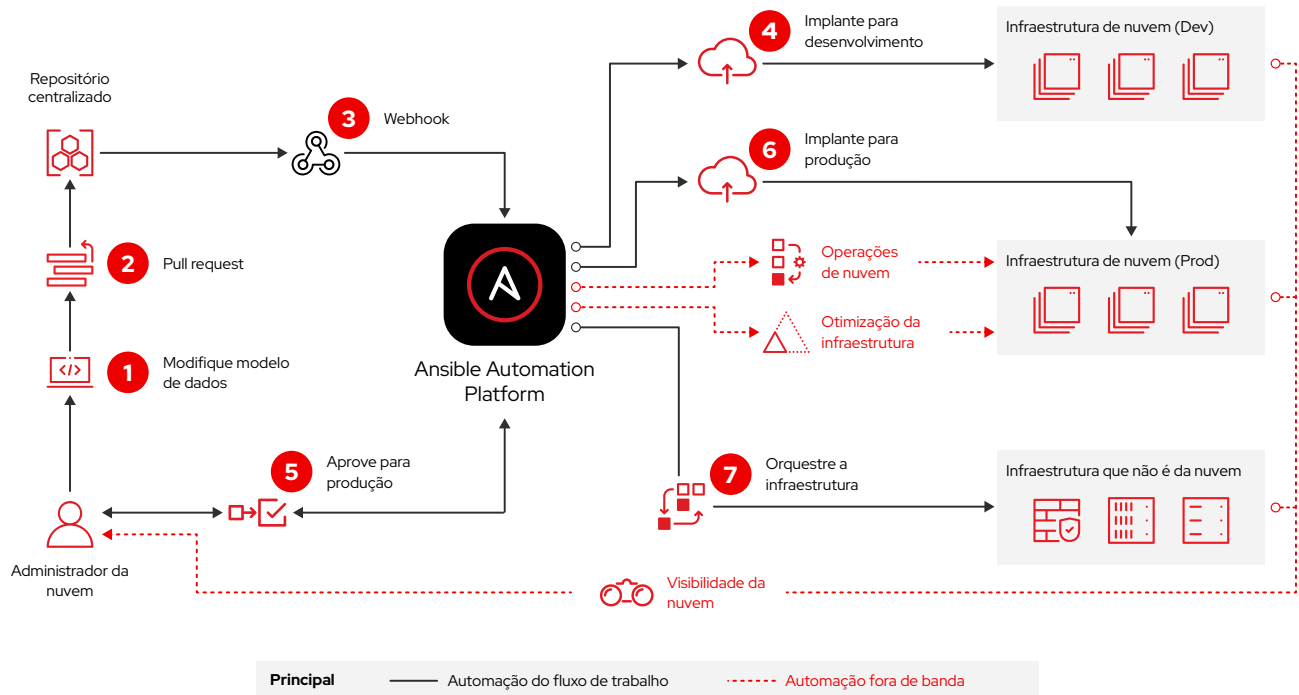 4
Implante para
desenvolvimento
Infraestrutura de nuvem (Dev)
Repositório
centralizado
3
Webhook
6
Implante para
produção
2
Pull request
Operações
de nuvem
Infraestrutura de nuvem (Prod)
Otimização da
infraestrutura
</>
1
Modifique modelo
de dados
Ansible Automation
Platform
5
Aprove para
produção
7
Orquestre a
infraestrutura
Infraestrutura que não é da nuvem
Administrador da
nuvem
Visibilidade da
nuvem
Principal
Automação do fluxo de trabalho
Automação fora de banda